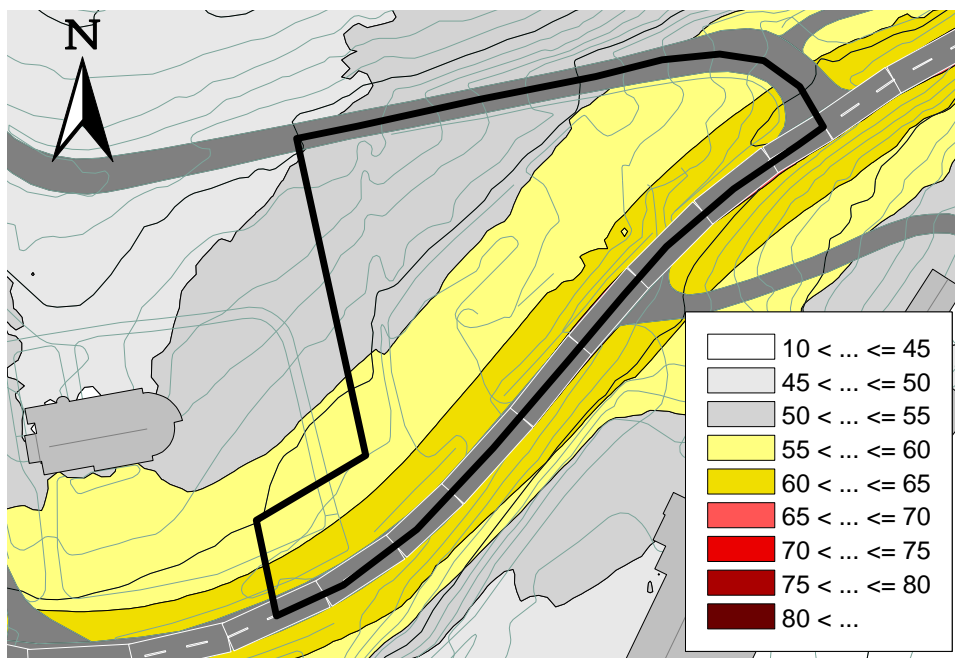 N
10 < ... <= 45
45 < ... <= 50
50 < ... <= 55
55 < ... <= 60
60 < ... <= 65
65 < ... <= 70
70 < ... <= 75
75 < ... <= 80
80 < ...